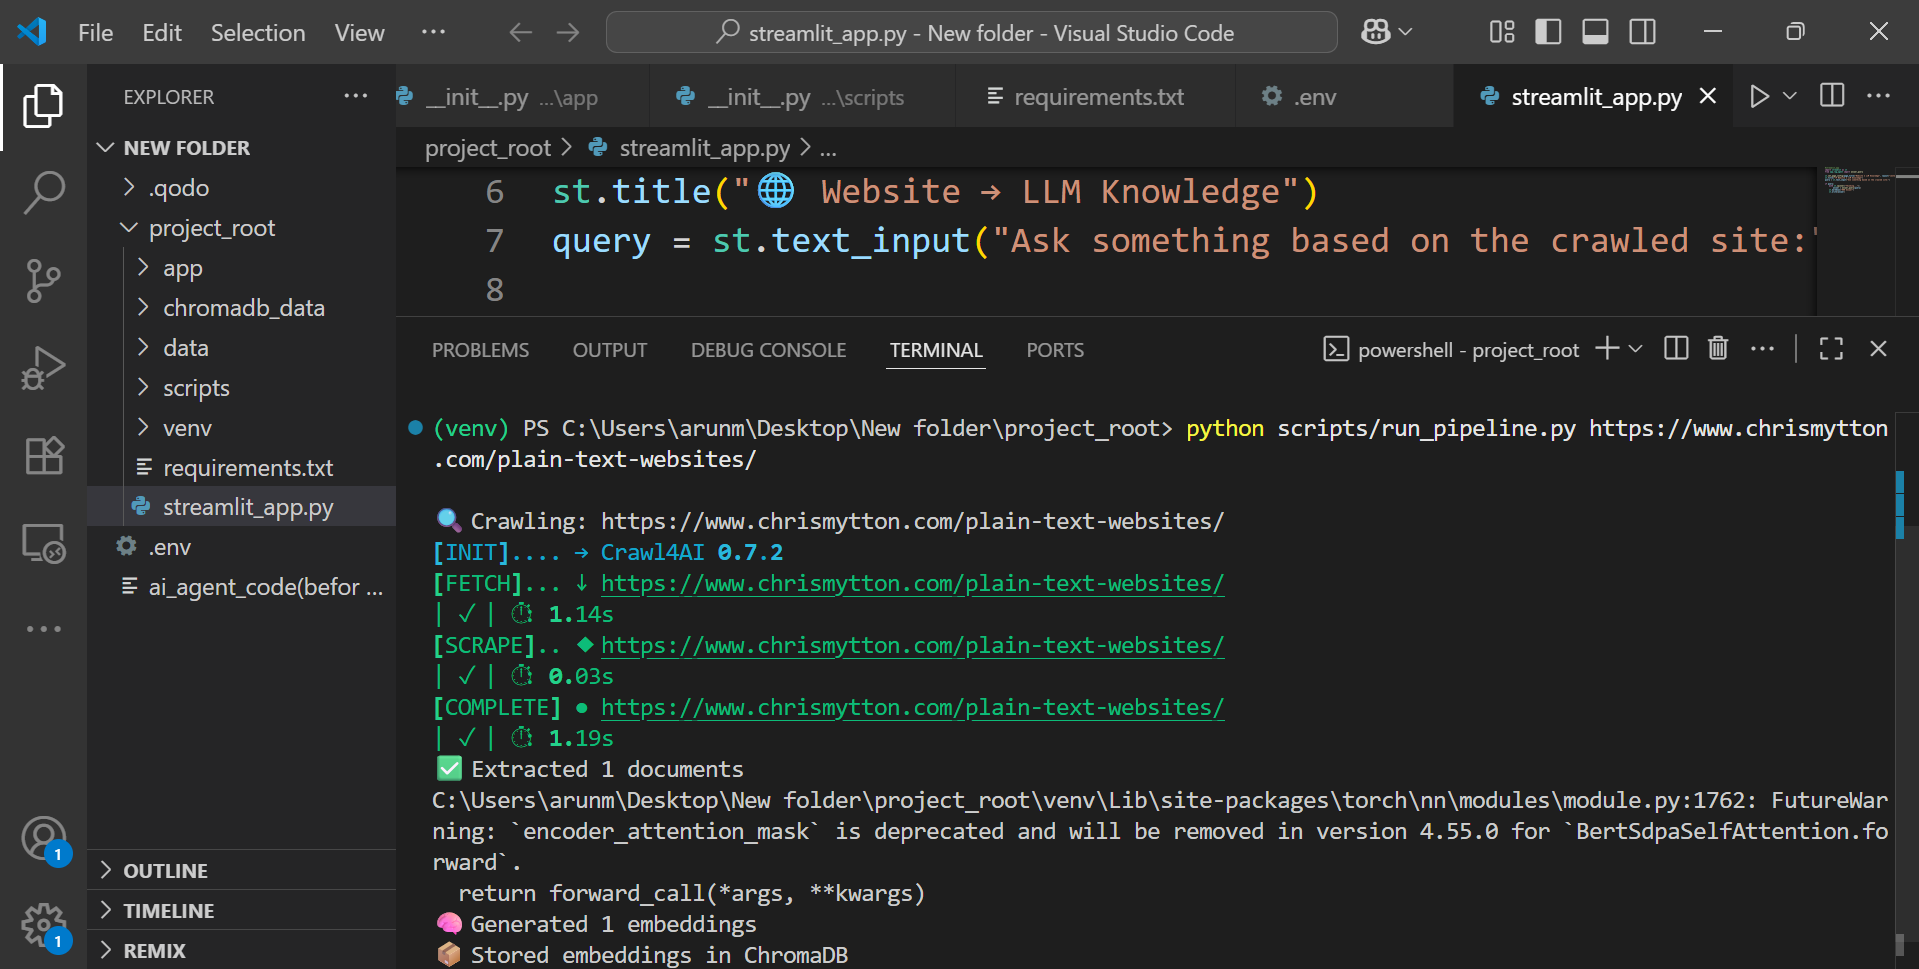 File Edit Selection View ...
streamlit_app.py - New folder - Visual Studio Code
EXPLORER
NEW FOLDER
.qodo
project_root
app
chromadb_data
data
scripts
venv
requirements.txt
streamlit_app.py
.env
ai_agent_code(befor ...
OUTLINE
TIMELINE
REMIX
1
1
__init__.py ...\app
__init__.py ...\scripts
requirements.txt
.env
streamlit_app.py
project_root > streamlit_app.py > ...
6 st.title("🌐 Website → LLM Knowledge")
7 query = st.text_input("Ask something based on the crawled site:"
8
PROBLEMS OUTPUT DEBUG CONSOLE TERMINAL PORTS
powershell - project_root
(venv) PS C:\Users\arunm\Desktop\New folder\project_root> python scripts/run_pipeline.py https://www.chrismytton
.com/plain-text-websites/
🔍 Crawling: https://www.chrismytton.com/plain-text-websites/
[INIT].... → Crawl4AI 0.7.2
[FETCH]... ↓ https://www.chrismytton.com/plain-text-websites/
| ✓ | ⏱ 1.14s
[SCRAPE].. ◆ https://www.chrismytton.com/plain-text-websites/
| ✓ | ⏱ 0.03s
[COMPLETE] ● https://www.chrismytton.com/plain-text-websites/
| ✓ | ⏱ 1.19s
✅ Extracted 1 documents
C:\Users\arunm\Desktop\New folder\project_root\venv\Lib\site-packages\torch\nn\modules\module.py:1762: FutureWar
ning: `encoder_attention_mask` is deprecated and will be removed in version 4.55.0 for `BertSdpaSelfAttention.fo
rward`.
return forward_call(*args, **kwargs)
🧠 Generated 1 embeddings
📦 Stored embeddings in ChromaDB